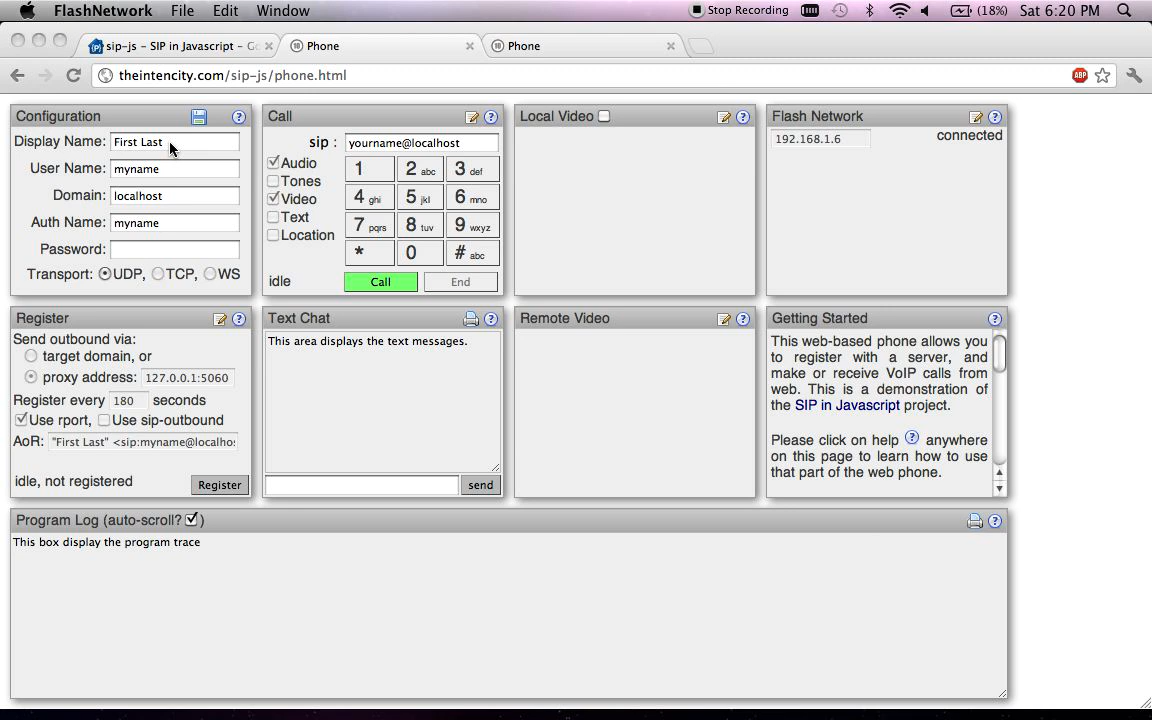 FlashNetwork File Edit Window Stop Recording (18%) Sat 6:20 PM
sip-js – SIP in Javascript – Go Phone Phone
theintencity.com/sip-js/phone.html ABP
Configuration
Display Name: First Last
User Name: myname
Domain: localhost
Auth Name: myname
Password:
Transport: UDP, TCP, WS
Call
sip : yourname@localhost
Audio
Tones
Video
Text
Location
1 2 abc 3 def
4 ghi 5 jkl 6 mno
7 pqrs 8 tuv 9 wxyz
* 0 # abc
idle Call End
Local Video
Flash Network
192.168.1.6 connected
Register
Send outbound via:
target domain, or
proxy address: 127.0.0.1:5060
Register every 180 seconds
Use rport, Use sip-outbound
AoR: "First Last" <sip:myname@localhos
idle, not registered Register
Text Chat
This area displays the text messages.
send
Remote Video
Getting Started
This web-based phone allows you
to register with a server, and
make or receive VoIP calls from
web. This is a demonstration of
the SIP in Javascript project.
Please click on help ? anywhere
on this page to learn how to use
that part of the web phone.
Program Log (auto-scroll? )
This box display the program trace